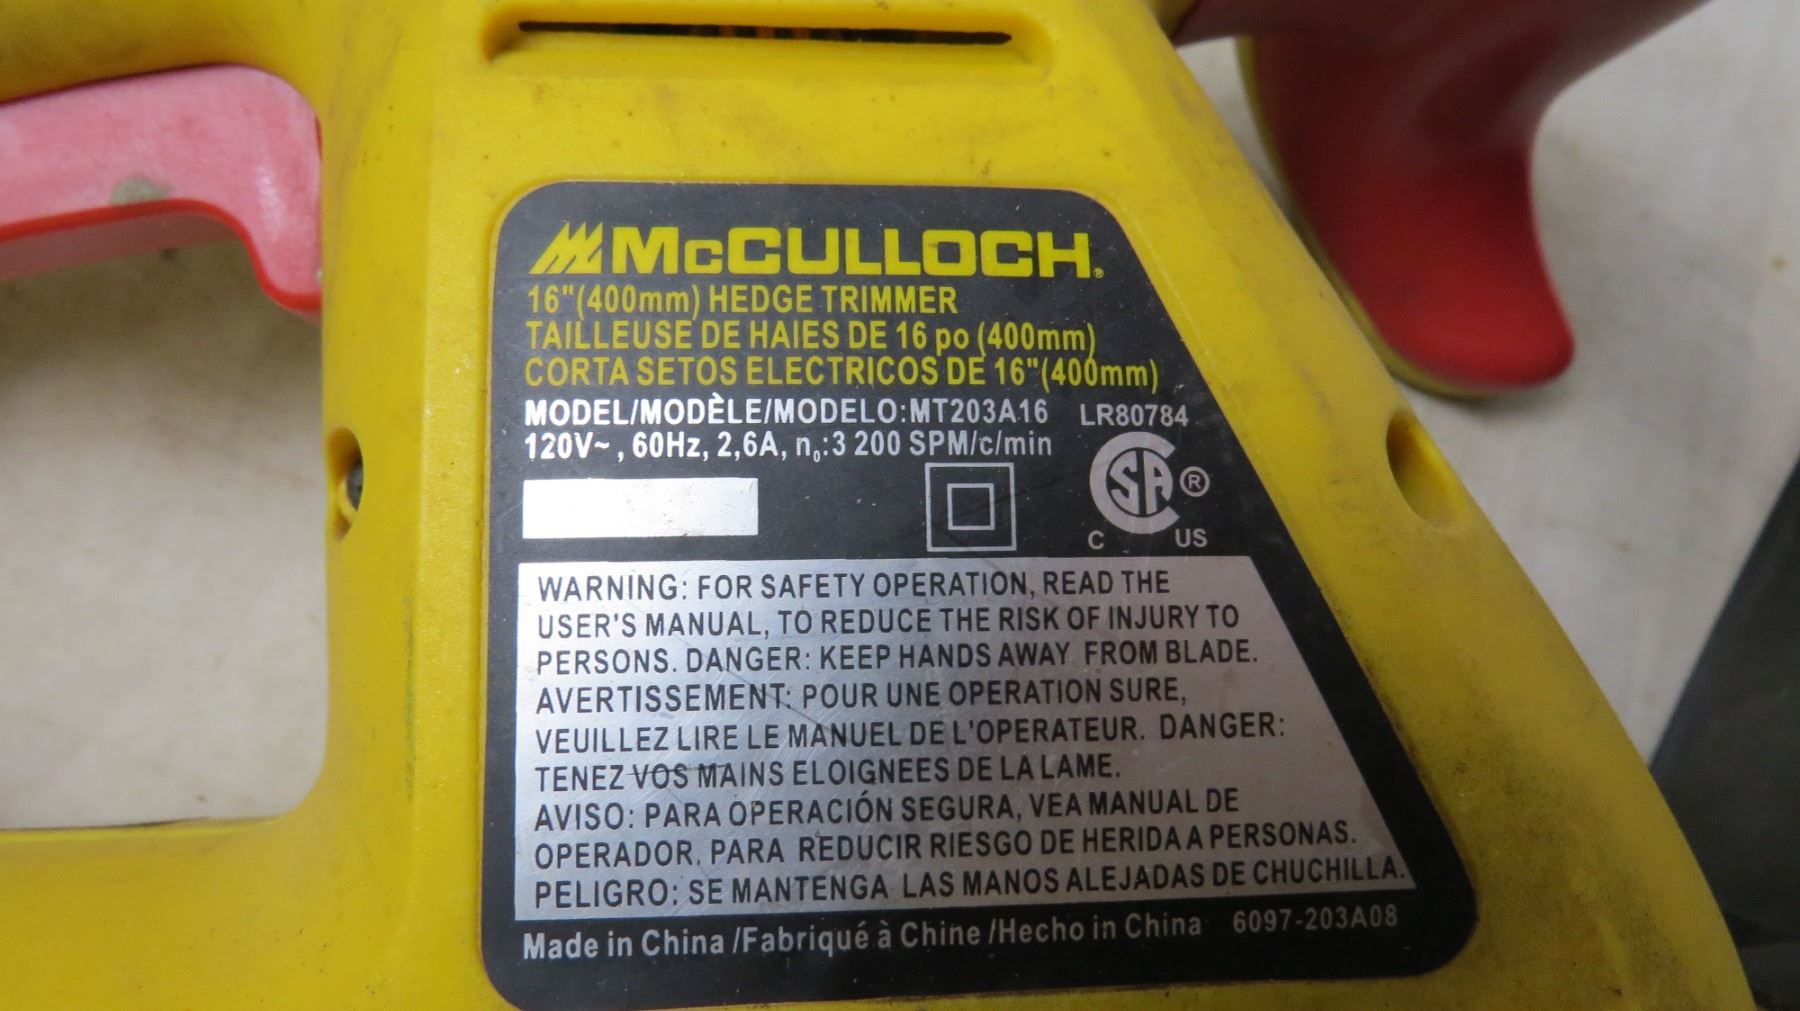 McCULLOCH®
16"(400mm) HEDGE TRIMMER
TAILLEUSE DE HAIES DE 16 po (400mm)
CORTA SETOS ELECTRICOS DE 16"(400mm)
MODEL/MODÈLE/MODELO:MT203A16 LR80784
120V~, 60Hz, 2,6A, n₀:3 200 SPM/c/min
CSA ®
C US
WARNING: FOR SAFETY OPERATION, READ THE
USER'S MANUAL, TO REDUCE THE RISK OF INJURY TO
PERSONS. DANGER: KEEP HANDS AWAY FROM BLADE.
AVERTISSEMENT: POUR UNE OPERATION SURE,
VEUILLEZ LIRE LE MANUEL DE L'OPERATEUR. DANGER:
TENEZ VOS MAINS ELOIGNEES DE LA LAME.
AVISO: PARA OPERACIÓN SEGURA, VEA MANUAL DE
OPERADOR. PARA REDUCIR RIESGO DE HERIDA A PERSONAS.
PELIGRO: SE MANTENGA LAS MANOS ALEJADAS DE CHUCHILLA.
Made in China /Fabriqué à Chine /Hecho in China 6097-203A08